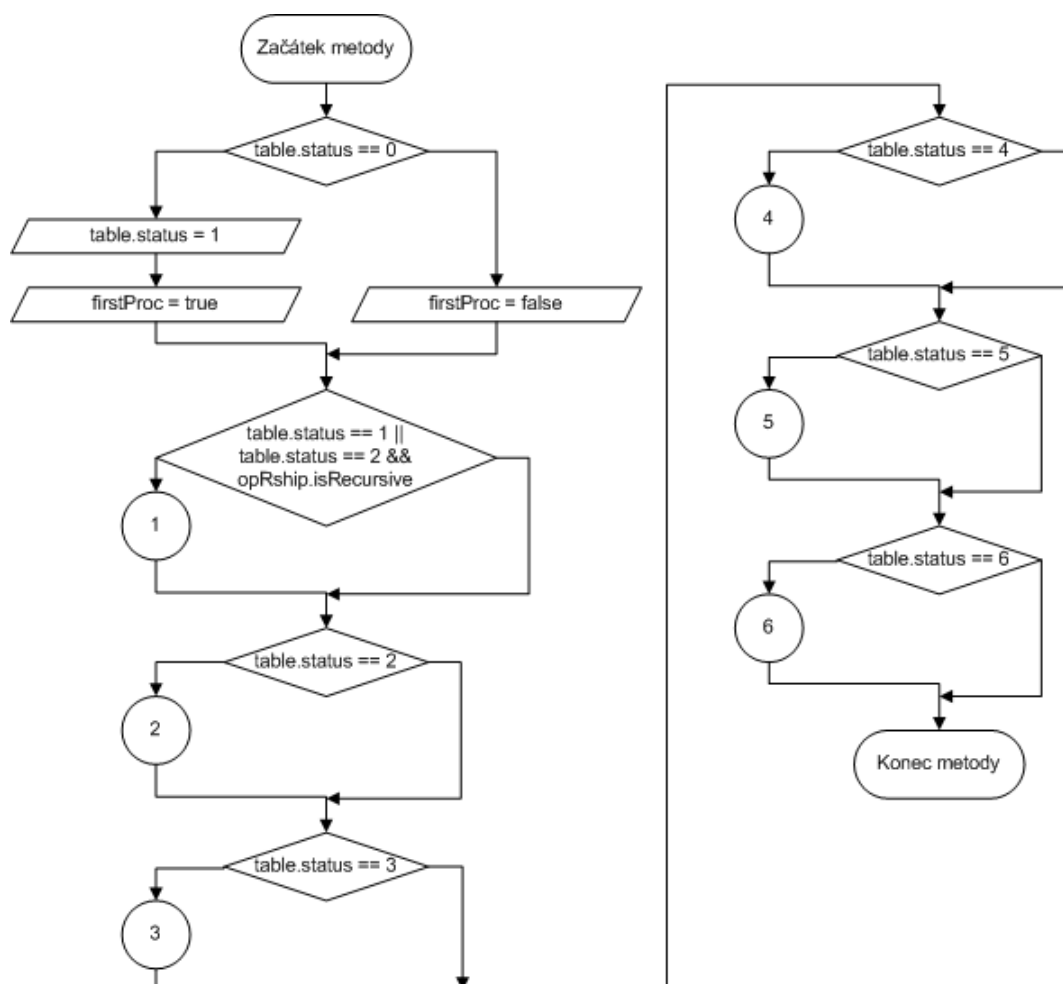 Začátek metody
table.status == 0
table.status = 1
firstProc = true
firstProc = false
table.status == 1 ||
table.status == 2 &&
opRship.isRecursive
1
table.status == 2
2
table.status == 3
3
table.status == 4
4
table.status == 5
5
table.status == 6
6
Konec metody